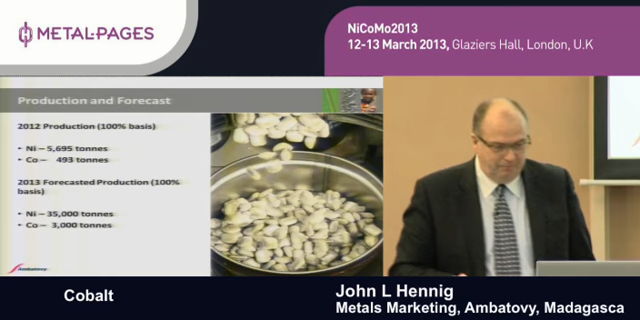 METAL-PAGES
NiCoMo2013
12-13 March 2013, Glaziers Hall, London, U.K
Production and Forecast
2012 Production (100% basis)
• Ni – 5,695 tonnes
• Co – 493 tonnes
2013 Forecasted Production (100%
basis)
• Ni – 35,000 tonnes
• Co – 3,000 tonnes
Ambatovy
Cobalt
John L Hennig
Metals Marketing, Ambatovy, Madagasca